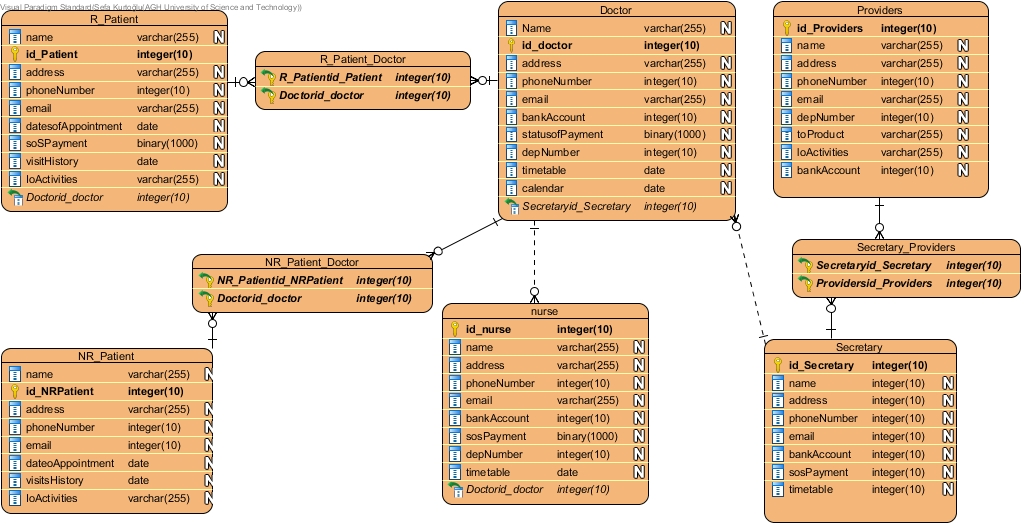 Visual Paradigm Standard(Sefa Kurtoğlu(AGH University of Science and Technology))
R_Patient
name varchar(255) N
id_Patient integer(10)
address varchar(255) N
phoneNumber integer(10) N
email varchar(255) N
datesofAppointment date N
soSPayment binary(1000) N
visitHistory date N
loActivities varchar(255) N
Doctorid_doctor integer(10)
R_Patient_Doctor
R_Patientid_Patient integer(10)
Doctorid_doctor integer(10)
Doctor
Name varchar(255) N
id_doctor integer(10)
address varchar(255) N
phoneNumber integer(10) N
email varchar(255) N
bankAccount integer(10) N
statusofPayment binary(1000) N
depNumber integer(10) N
timetable date N
calendar date N
Secretaryid_Secretary integer(10)
Providers
id_Providers integer(10)
name varchar(255) N
address varchar(255) N
phoneNumber integer(10) N
email varchar(255) N
depNumber integer(10) N
toProduct varchar(255) N
loActivities varchar(255) N
bankAccount integer(10) N
NR_Patient_Doctor
NR_Patientid_NRPatient integer(10)
Doctorid_doctor integer(10)
Secretary_Providers
Secretaryid_Secretary integer(10)
Providersid_Providers integer(10)
NR_Patient
name varchar(255) N
id_NRPatient integer(10)
address varchar(255) N
phoneNumber integer(10) N
email integer(10) N
dateoAppointment date N
visitsHistory date N
loActivities varchar(255) N
nurse
id_nurse integer(10)
name varchar(255) N
address varchar(255) N
phoneNumber integer(10) N
email varchar(255) N
bankAccount integer(10) N
sosPayment binary(1000) N
depNumber integer(10) N
timetable date N
Doctorid_doctor integer(10)
Secretary
id_Secretary integer(10)
name integer(10) N
address integer(10) N
phoneNumber integer(10) N
email integer(10) N
bankAccount integer(10) N
sosPayment integer(10) N
timetable integer(10) N